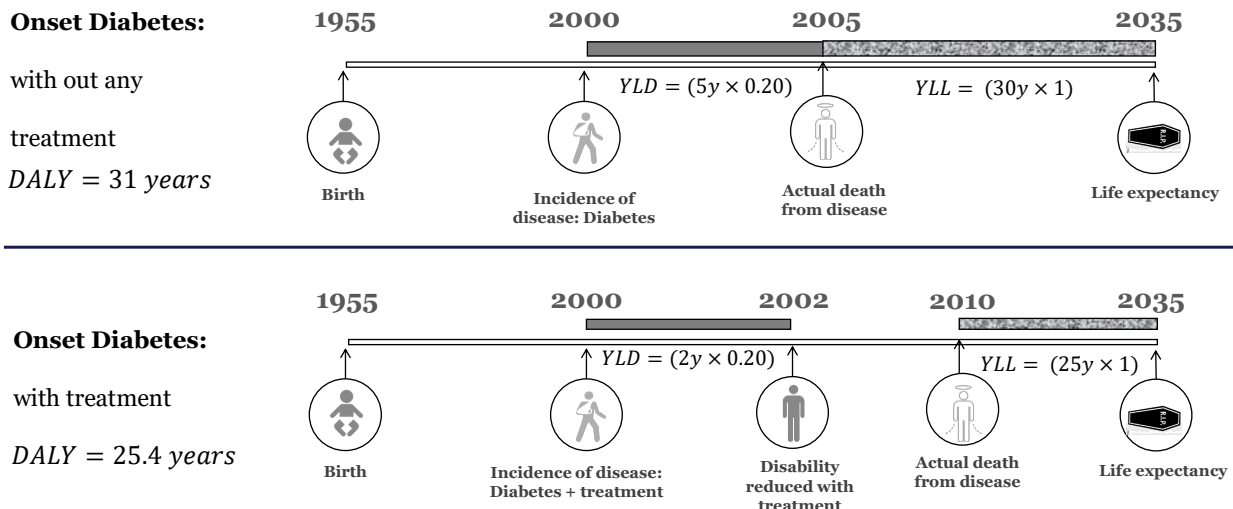 Onset Diabetes:
with out any
treatment
DALY = 31 years
1955 2000 2005 2035
YLD = (5y × 0.20) YLL = (30y × 1)
R.I.P.
Birth
Incidence of
disease: Diabetes
Actual death
from disease
Life expectancy
Onset Diabetes:
with treatment
DALY = 25.4 years
1955 2000 2002 2010 2035
YLD = (2y × 0.20) YLL = (25y × 1)
R.I.P.
Birth
Incidence of disease:
Diabetes + treatment
Disability
reduced with
treatment
Actual death
from disease
Life expectancy